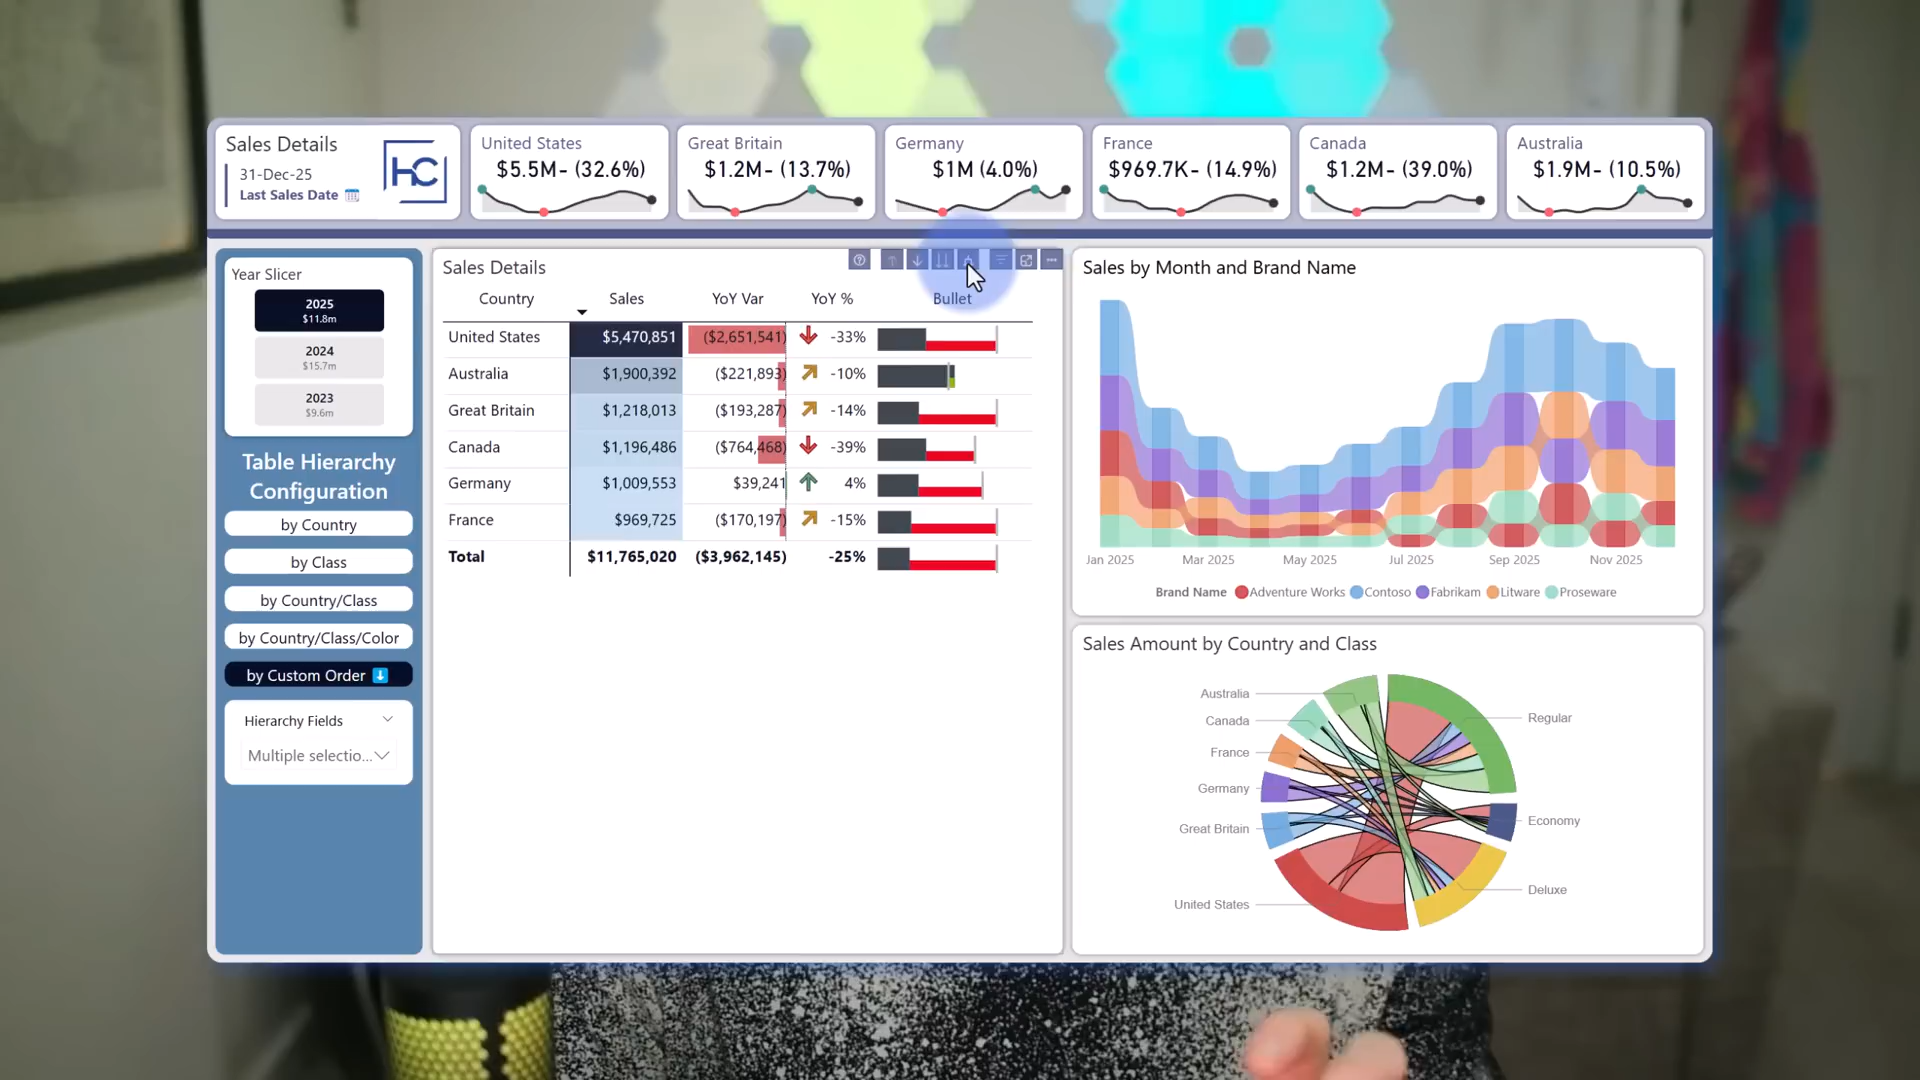 Sales Details
31-Dec-25
Last Sales Date
HC
United States
$5.5M- (32.6%)
Great Britain
$1.2M- (13.7%)
Germany
$1M (4.0%)
France
$969.7K- (14.9%)
Canada
$1.2M- (39.0%)
Australia
$1.9M- (10.5%)
Year Slicer
2025
$11.8m
2024
$15.7m
2023
$9.6m
Table Hierarchy
Configuration
by Country
by Class
by Country/Class
by Country/Class/Color
by Custom Order
Hierarchy Fields
Multiple selectio...
Sales Details
Country Sales YoY Var YoY % Bullet
United States $5,470,851 ($2,651,541) -33%
Australia $1,900,392 ($221,893) -10%
Great Britain $1,218,013 ($193,287) -14%
Canada $1,196,486 ($764,468) -39%
Germany $1,009,553 $39,241 4%
France $969,725 ($170,197) -15%
Total $11,765,020 ($3,962,145) -25%
Sales by Month and Brand Name
Jan 2025 Mar 2025 May 2025 Jul 2025 Sep 2025 Nov 2025
Brand Name Adventure Works Contoso Fabrikam Litware Proseware
Sales Amount by Country and Class
Australia
Canada
France
Germany
Great Britain
United States
Regular
Economy
Deluxe